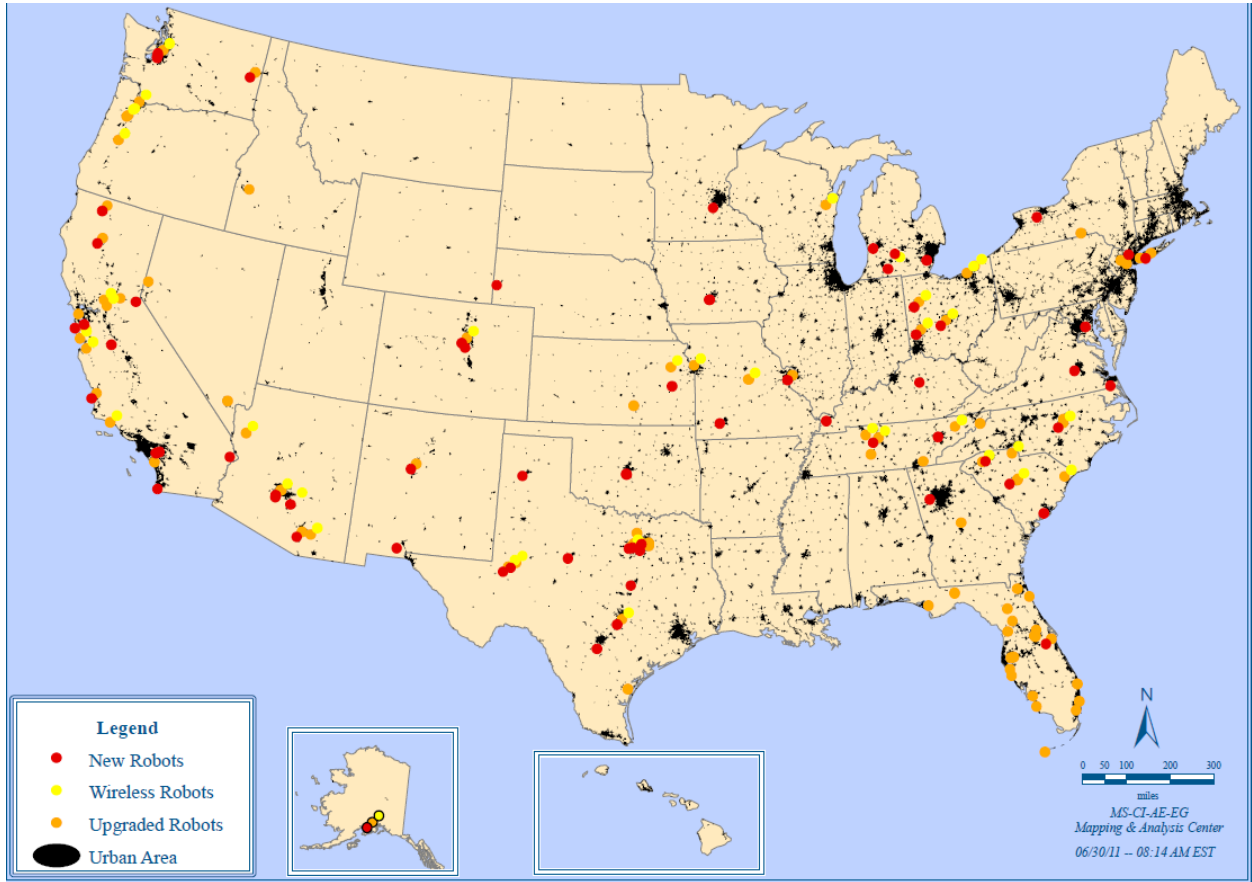 Legend
New Robots
Wireless Robots
Upgraded Robots
Urban Area
N
0 50 100 200 300
miles
MS-CI-AE-EG
Mapping & Analysis Center
06/30/11 -- 08:14 AM EST